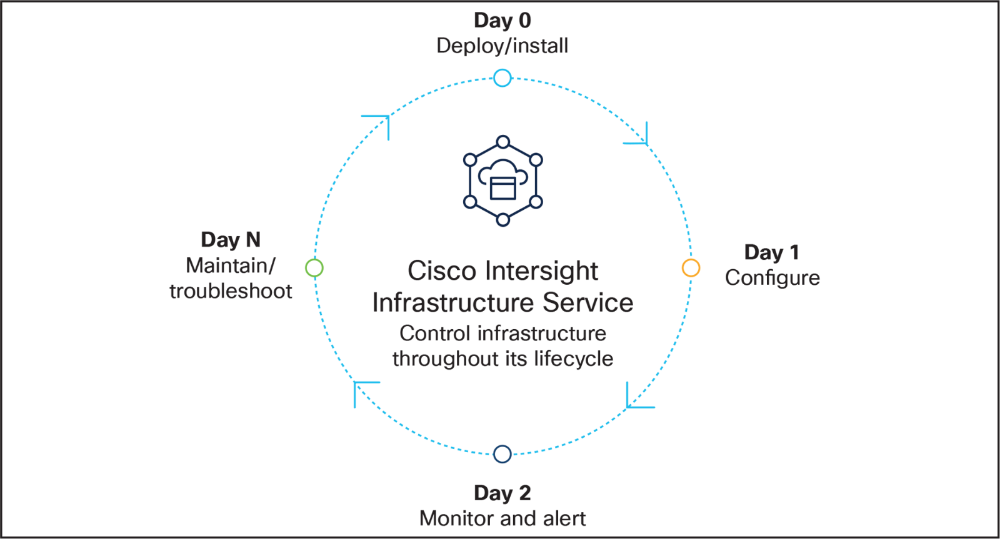 Day 0
Deploy/install
Day N
Maintain/
troubleshoot
Cisco Intersight
Infrastructure Service
Control infrastructure
throughout its lifecycle
Day 1
Configure
Day 2
Monitor and alert